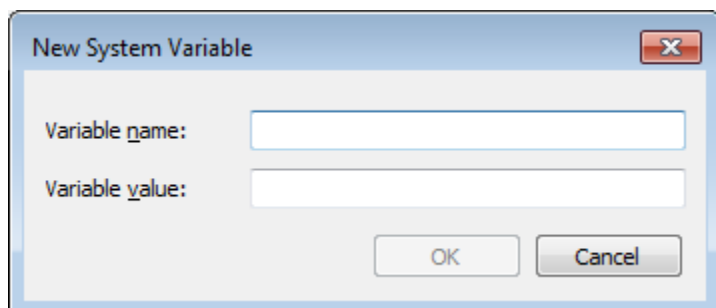 New System Variable
Variable name:
Variable value:
OK Cancel